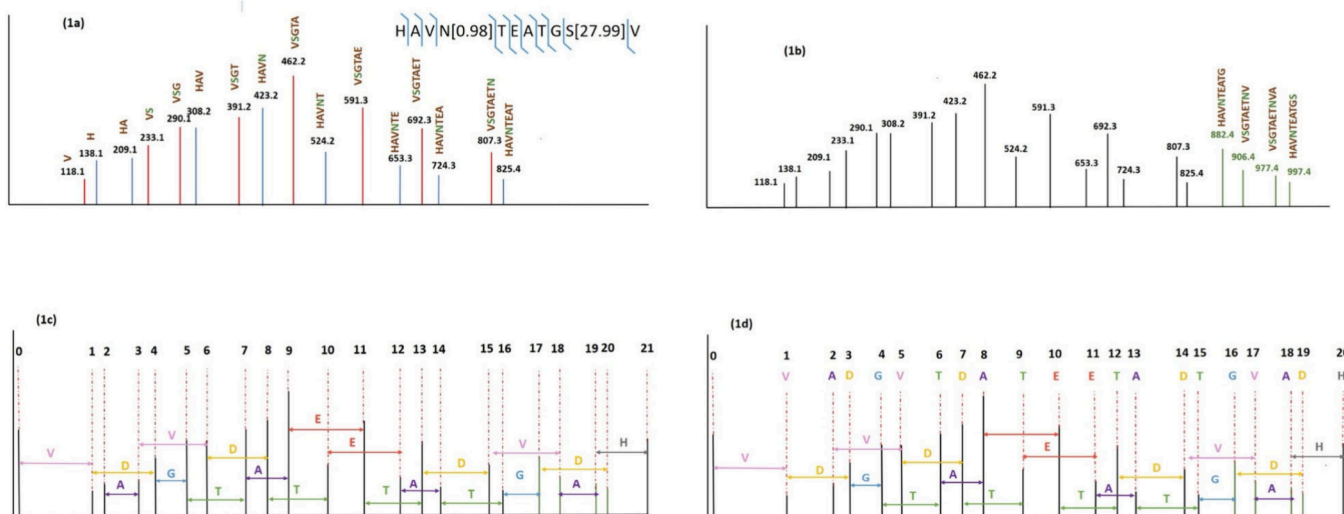 (1a)
HAVN[0.98]TEATGS[27.99]V
V
118.1
H
138.1
HA
209.1
VS
233.1
VSG
290.1
HAV
308.2
VSGT
391.2
HAVN
423.2
VSGTA
462.2
HAVNT
524.2
VSGTAE
591.3
HAVNTE
653.3
VSGTAET
692.3
HAVNTEA
724.3
VSGTAETN
807.3
HAVNTEAT
825.4
(1b)
118.1
138.1
209.1
233.1
290.1
308.2
391.2
423.2
462.2
524.2
591.3
653.3
692.3
724.3
807.3
825.4
HAVNTEATG
882.4
VSGTAETNV
906.4
VSGTAETNVA
977.4
HAVNTEATGS
997.4
(1c)
0 1 2 3 4 5 6 7 8 9 10 11 12 13 14 15 16 17 18 19 20 21
E
V V E V H
D D D D
G A A G
A T T T T A
(1d)
0 1 2 3 4 5 6 7 8 9 10 11 12 13 14 15 16 17 18 19 20
V A D G V T D A T E E T A D T G V A D H
E
V V E V H
D D D D
G A G
T T T A T A